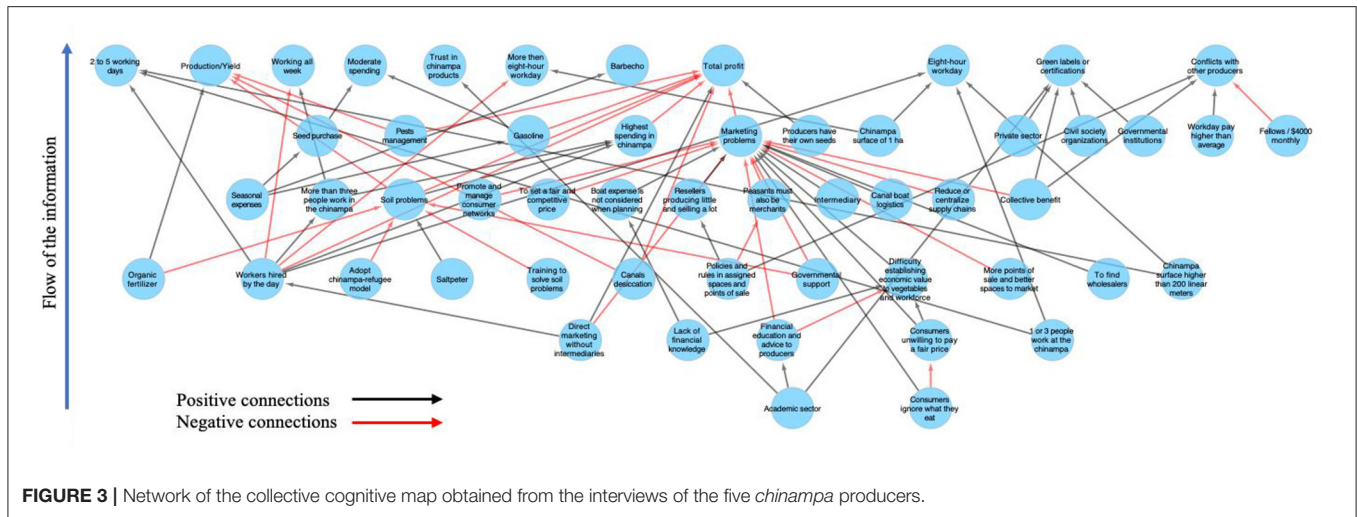 2 to 5 working
days
Production/Yield
Working all
week
Moderate
spending
Trust in
chinampa
products
More then
eight-hour
workday
Barbecho
Total profit
Eight-hour
workday
Green labels or
certifications
Conflicts with
other producers
Seed purchase
Pests
management
Gasoline
Highest
spending in
chinampa
Marketing
problems
Producers have
their own seeds
Chinampa
surface of 1 ha
Private sector
Civil society
organizations
Governmental
institutions
Workday pay
higher than
average
Fellows / $4000
monthly
Seasonal
expenses
More than three
people work in
the chinampa
Soil problems
Promote and
manage
consumer
networks
To set a fair and
competitive
price
Boat expense is
not considered
when planning
Resellers
producing little
and selling a lot
Peasants must
also be
merchants
Intermediary
Canal boat
logistics
Reduce or
centralize
supply chains
Collective benefit
Organic
fertilizer
Workers hired
by the day
Adopt
chinampa-refugee
model
Saltpeter
Training to
solve soil
problems
Canals
desiccation
Policies and
rules in assigned
spaces and
points of sale
Governmental
support
Difficulty
establishing
economic value
to vegetables
and workforce
More points of
sale and better
spaces to market
To find
wholesalers
Chinampa
surface higher
than 200 linear
meters
Direct
marketing
without
intermediaries
Lack of
financial
knowledge
Financial
education and
advice to
producers
Consumers
unwilling to pay
a fair price
1 or 3 people
work at the
chinampa
Academic sector
Consumers
ignore what they
eat
Flow of the information
Positive connections
Negative connections
FIGURE 3 | Network of the collective cognitive map obtained from the interviews of the five chinampa producers.